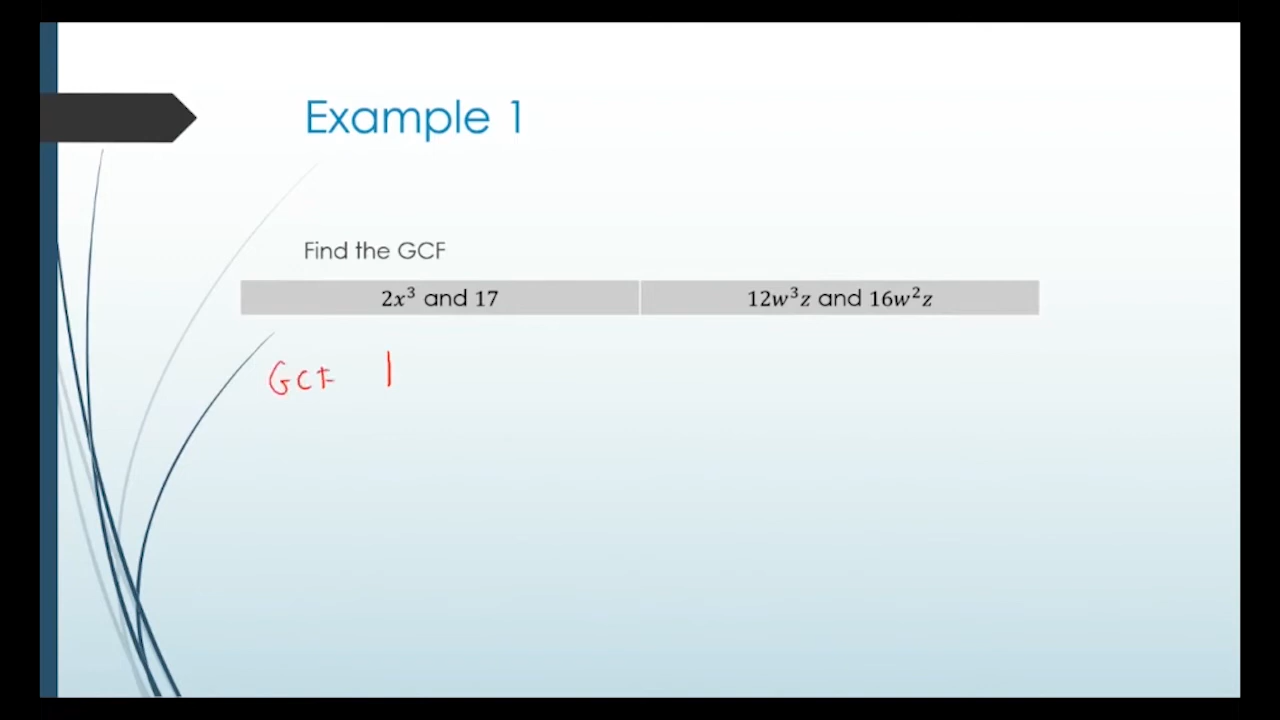 Example 1
Find the GCF
2x³ and 17
12w³z and 16w²z
GCF 1